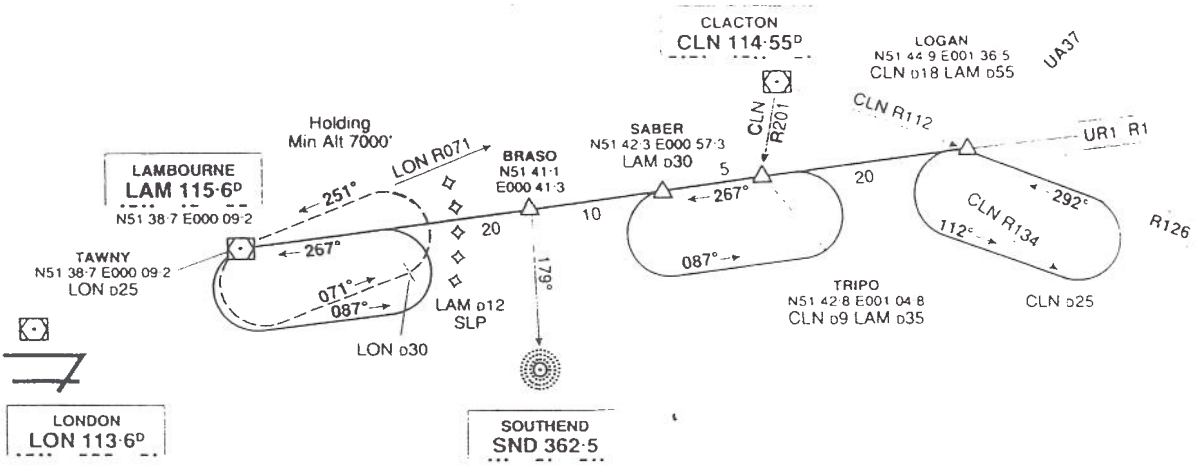 CLACTON
CLN 114·55ᴰ
LOGAN
N51 44·9 E001 36·5
CLN D18 LAM D55
UA37
Holding
Min Alt 7000'
LON R071
CLN
R201
CLN R112
SABER
N51 42·3 E000 57·3
LAM D30
UR1 R1
BRASO
N51 41·1
E000 41·3
LAMBOURNE
LAM 115·6ᴰ
N51 38·7 E000 09·2
251°
5
267°
20
292°
TAWNY
N51 38·7 E000 09·2
LON D25
267°
20
10
CLN R134
R126
112°
071°
087°
087°
179°
LAM D12
SLP
TRIPO
N51 42·8 E001 04·8
CLN D9 LAM D35
CLN D25
LON D30
LONDON
LON 113·6ᴰ
SOUTHEND
SND 362·5